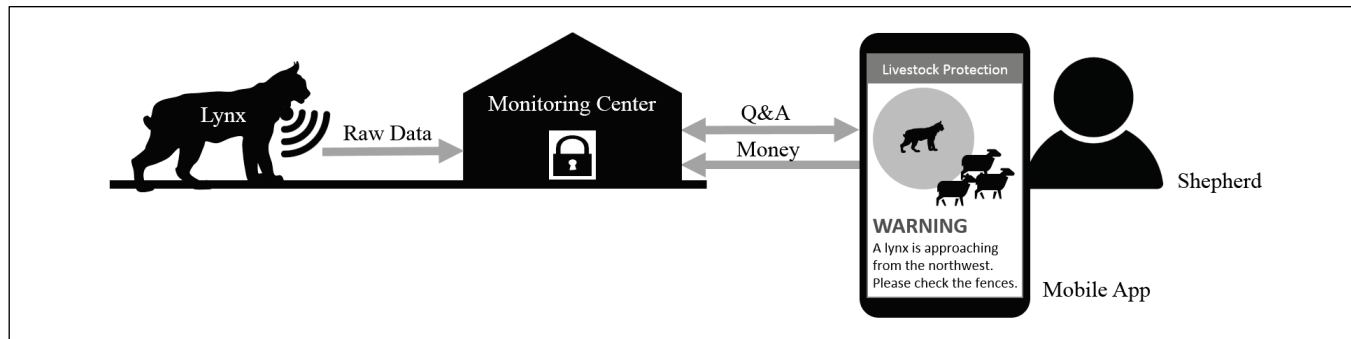 Lynx
Raw Data
Monitoring Center
Q&A
Money
Livestock Protection
WARNING
A lynx is approaching
from the northwest.
Please check the fences.
Shepherd
Mobile App